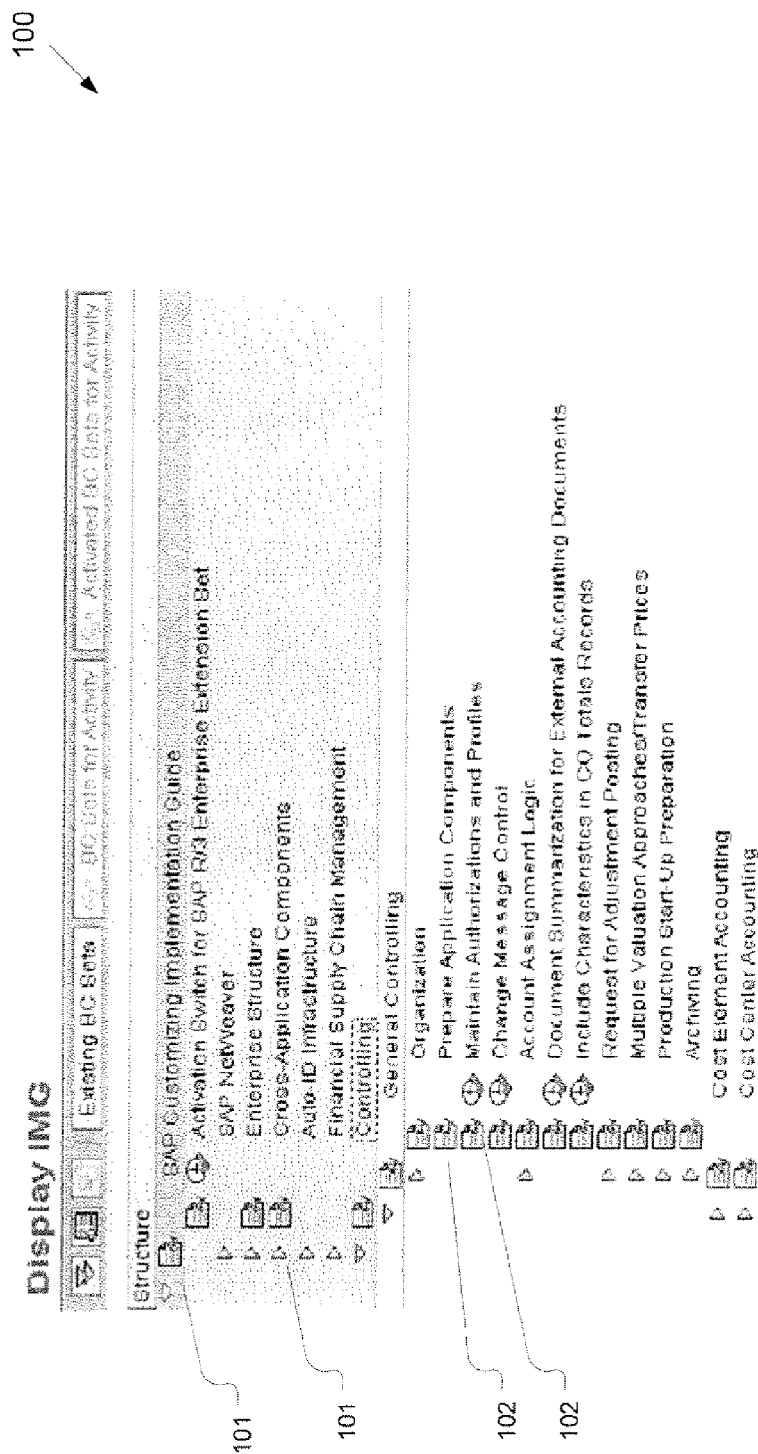 100
Display IMG
Existing BC Sets
BC Sets for Activity
Activated BC Sets for Activity
Structure
SAP Customizing Implementation Guide
Activation Switch for SAP R/3 Enterprise Extension Set
SAP NetWeaver
Enterprise Structure
Cross-Application Components
Auto-ID Infrastructure
Financial Supply Chain Management
Controlling
General Controlling
Organization
Prepare Application Components
Maintain Authorizations and Profiles
Change Message Control
Account Assignment Logic
Document Summarization for External Accounting Documents
Include Characteristics in CO Totals Records
Request for Adjustment Posting
Multiple Valuation Approaches/Transfer Prices
Production Start-Up Preparation
Archiving
Cost Element Accounting
Cost Center Accounting
101
101
102
102